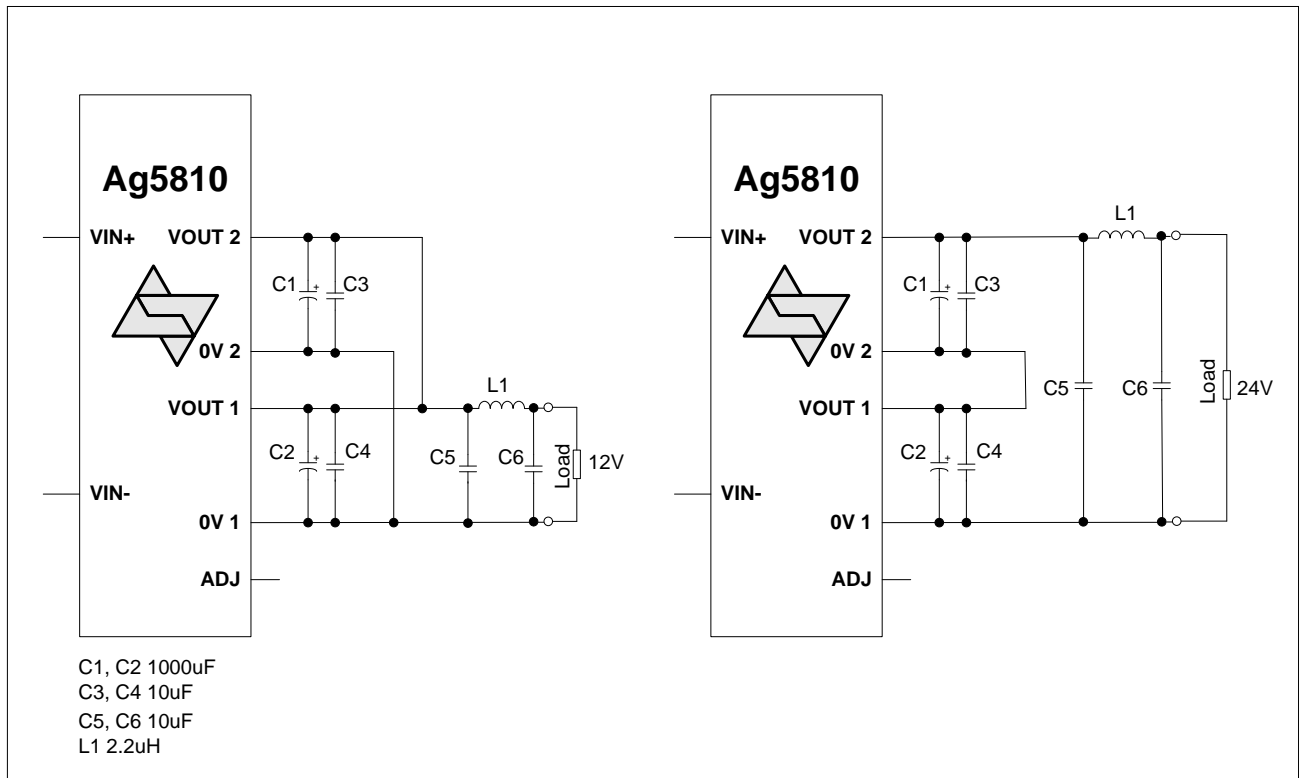 Ag5810
VIN+
VOUT 2
C1
+
C3
0V 2
VOUT 1
L1
C2
+
C4
C5
C6
Load
12V
VIN-
0V 1
ADJ
C1, C2 1000uF
C3, C4 10uF
C5, C6 10uF
L1 2.2uH
Ag5810
VIN+
VOUT 2
L1
C1
+
C3
0V 2
C5
C6
Load
24V
VOUT 1
C2
+
C4
VIN-
0V 1
ADJ